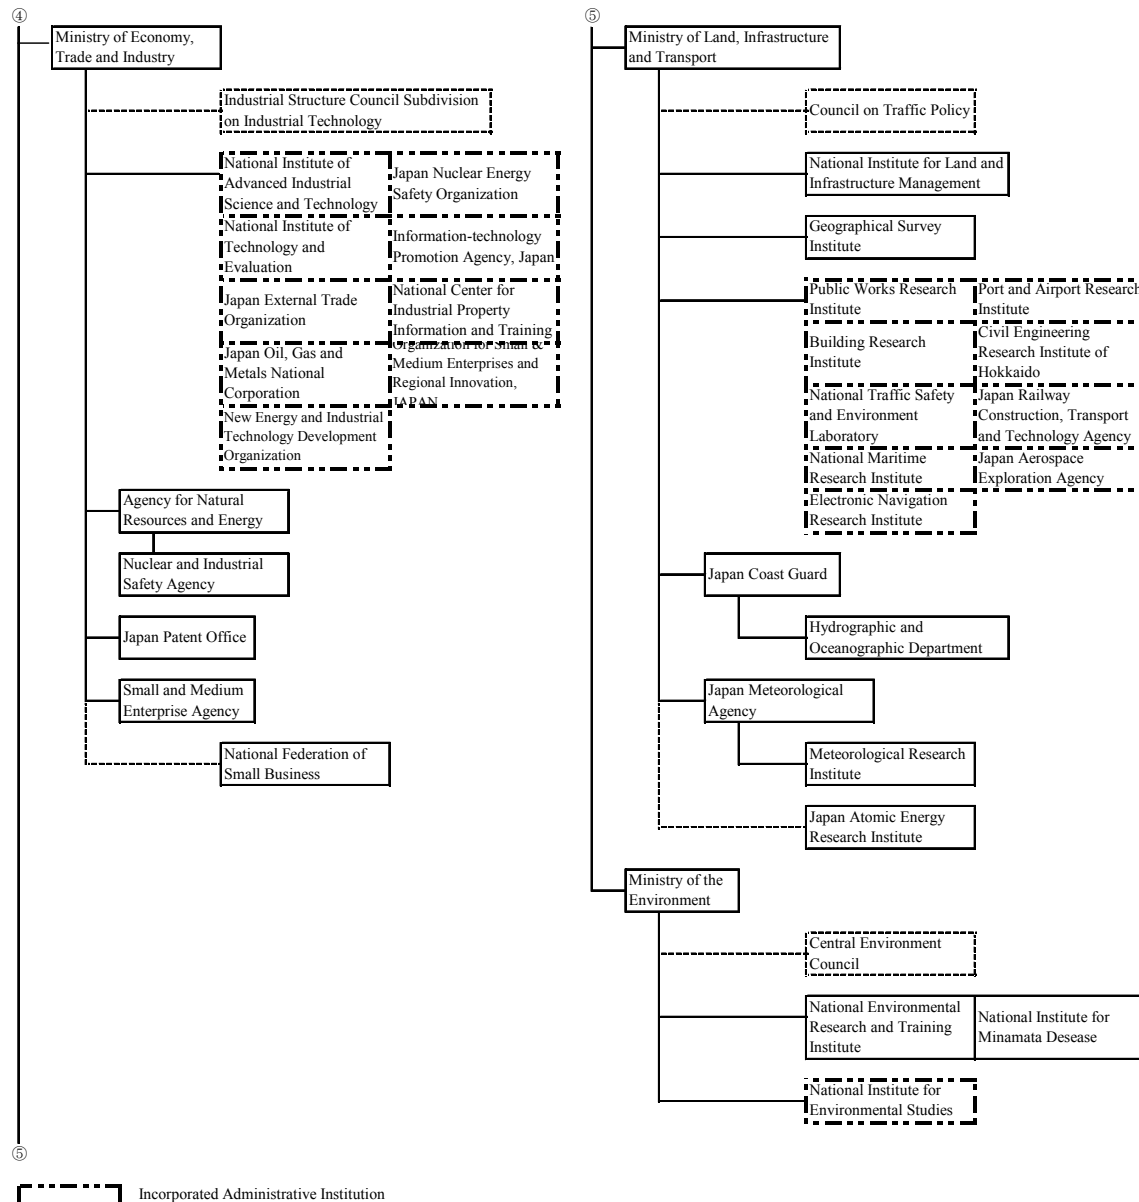 ④
Ministry of Economy,
Trade and Industry
Industrial Structure Council Subdivision
on Industrial Technology
National Institute of
Advanced Industrial
Science and Technology
Japan Nuclear Energy
Safety Organization
National Institute of
Technology and
Evaluation
Information-technology
Promotion Agency, Japan
Japan External Trade
Organization
National Center for
Industrial Property
Information and Training
Japan Oil, Gas and
Metals National
Corporation
Organization for Small &
Medium Enterprises and
Regional Innovation,
JAPAN
New Energy and Industrial
Technology Development
Organization
Agency for Natural
Resources and Energy
Nuclear and Industrial
Safety Agency
Japan Patent Office
Small and Medium
Enterprise Agency
National Federation of
Small Business
⑤
⑤
Ministry of Land, Infrastructure
and Transport
Council on Traffic Policy
National Institute for Land and
Infrastructure Management
Geographical Survey
Institute
Public Works Research
Institute
Port and Airport Research
Institute
Building Research
Institute
Civil Engineering
Research Institute of
Hokkaido
National Traffic Safety
and Environment
Laboratory
Japan Railway
Construction, Transport
and Technology Agency
National Maritime
Research Institute
Japan Aerospace
Exploration Agency
Electronic Navigation
Research Institute
Japan Coast Guard
Hydrographic and
Oceanographic Department
Japan Meteorological
Agency
Meteorological Research
Institute
Japan Atomic Energy
Research Institute
Ministry of the
Environment
Central Environment
Council
National Environmental
Research and Training
Institute
National Institute for
Minamata Desease
National Institute for
Environmental Studies
Incorporated Administrative Institution